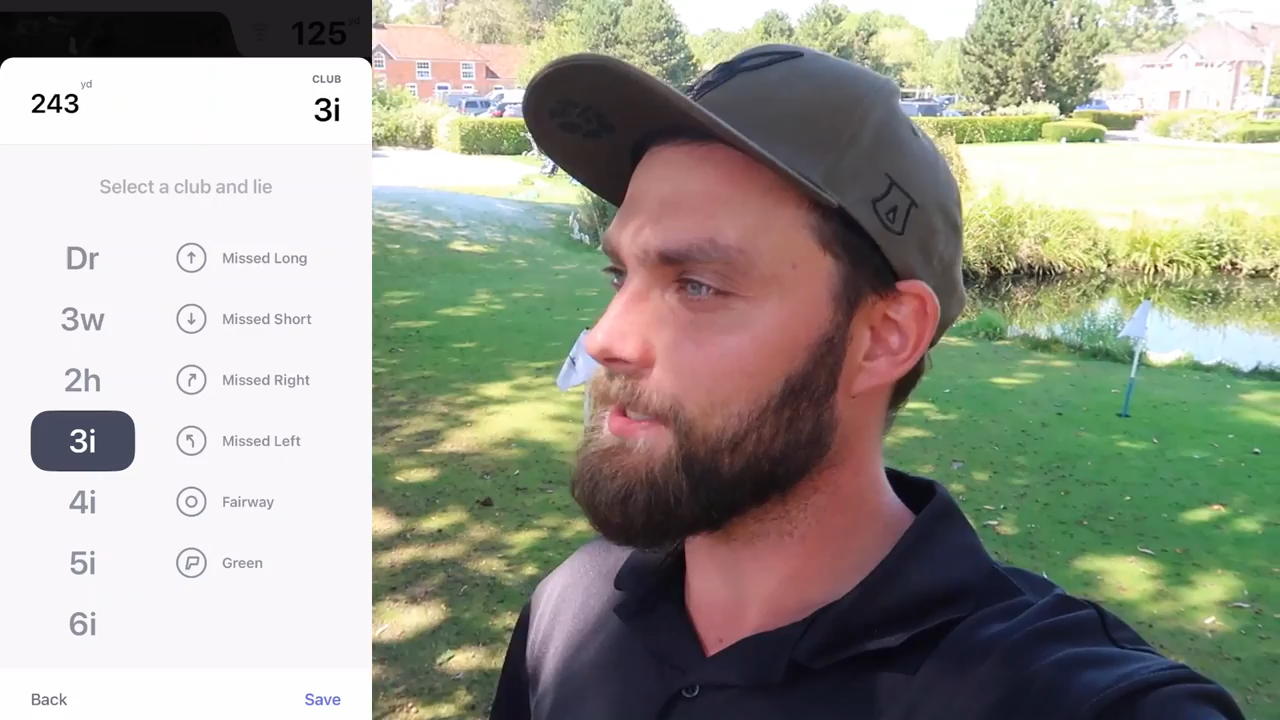 125 yd
243 yd
CLUB
3i
Select a club and lie
Dr
Missed Long
3w
Missed Short
2h
Missed Right
3i
Missed Left
4i
Fairway
5i
Green
6i
Back
Save